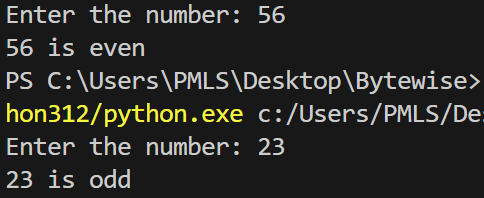 Enter the number: 56
56 is even
PS C:\Users\PMLS\Desktop\Bytewise>
hon312/python.exe c:/Users/PMLS/De
Enter the number: 23
23 is odd